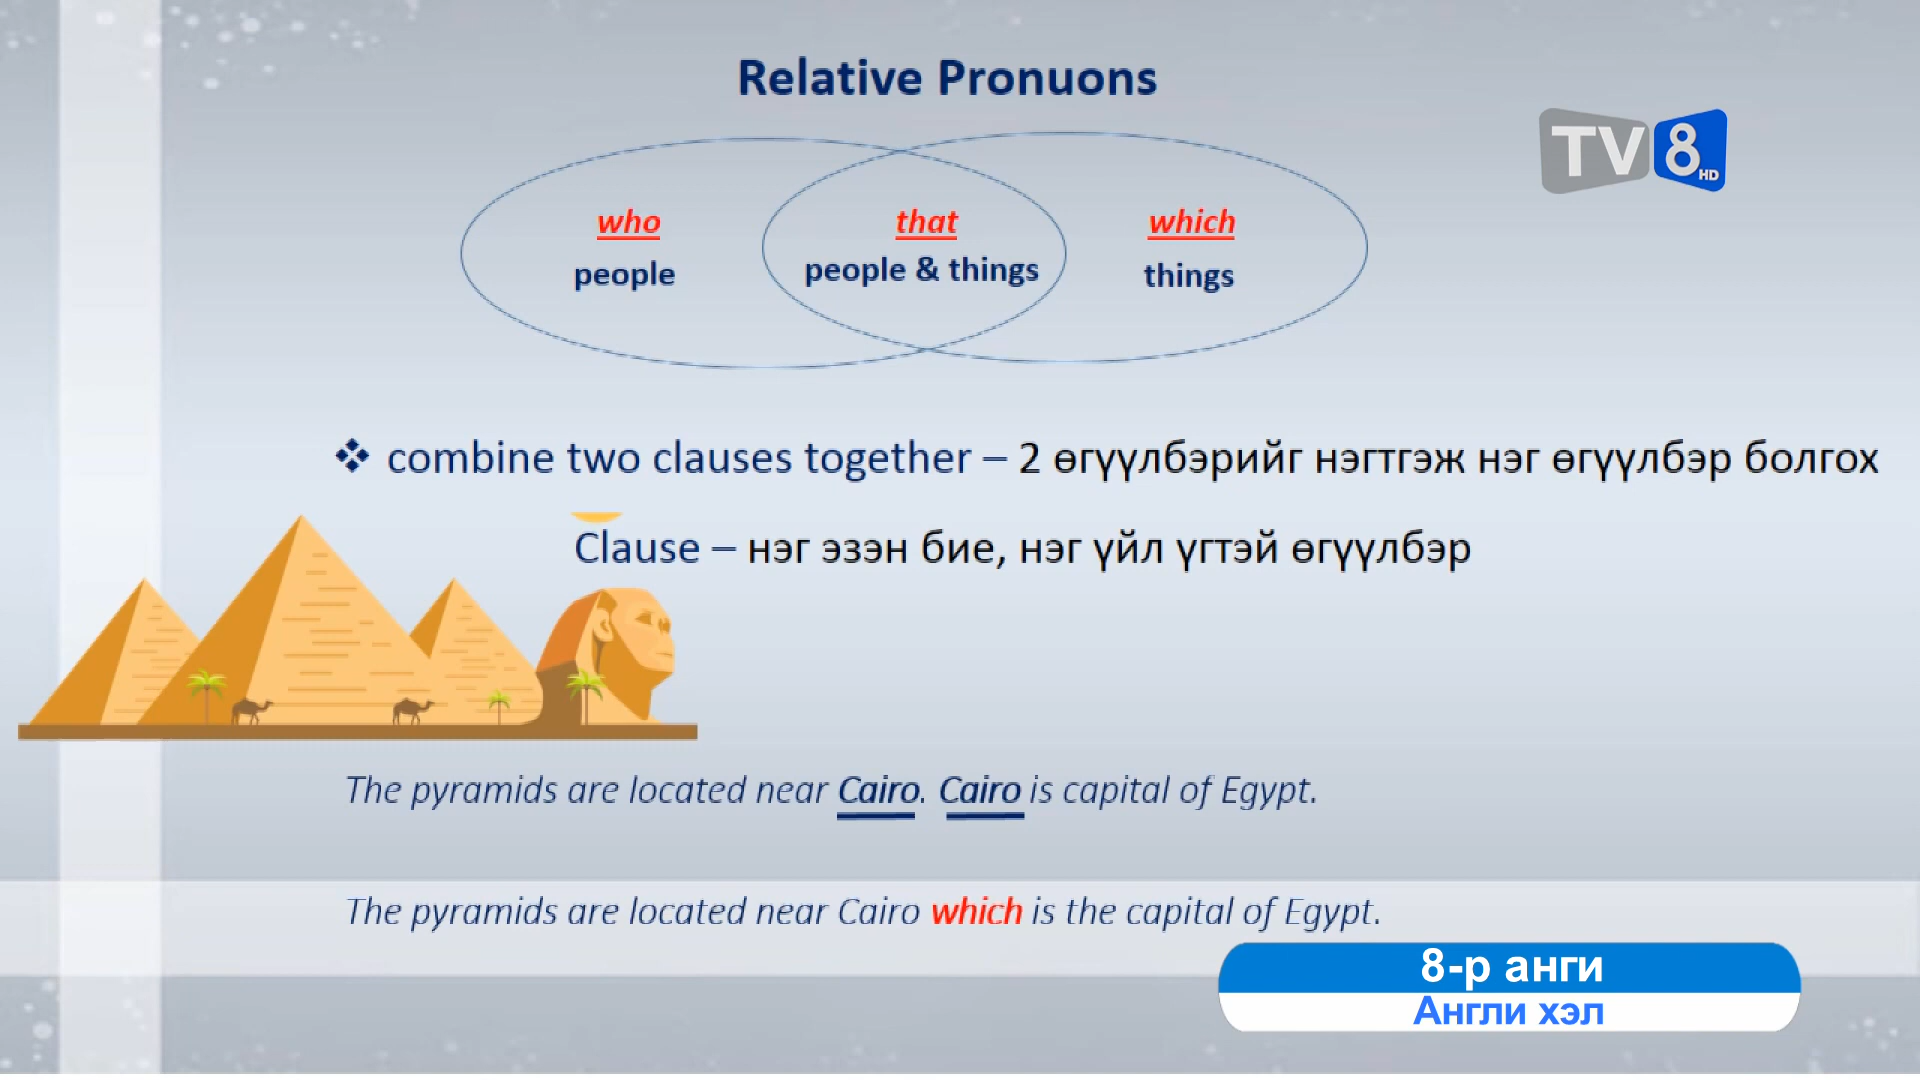 Relative Pronuons
TV8 HD
who that which
people people & things things
❖ combine two clauses together – 2 өгүүлбэрийг нэгтгэж нэг өгүүлбэр болгох
Clause – нэг эзэн бие, нэг үйл үгтэй өгүүлбэр
The pyramids are located near Cairo. Cairo is capital of Egypt.
The pyramids are located near Cairo which is the capital of Egypt.
8-р анги
Англи хэл